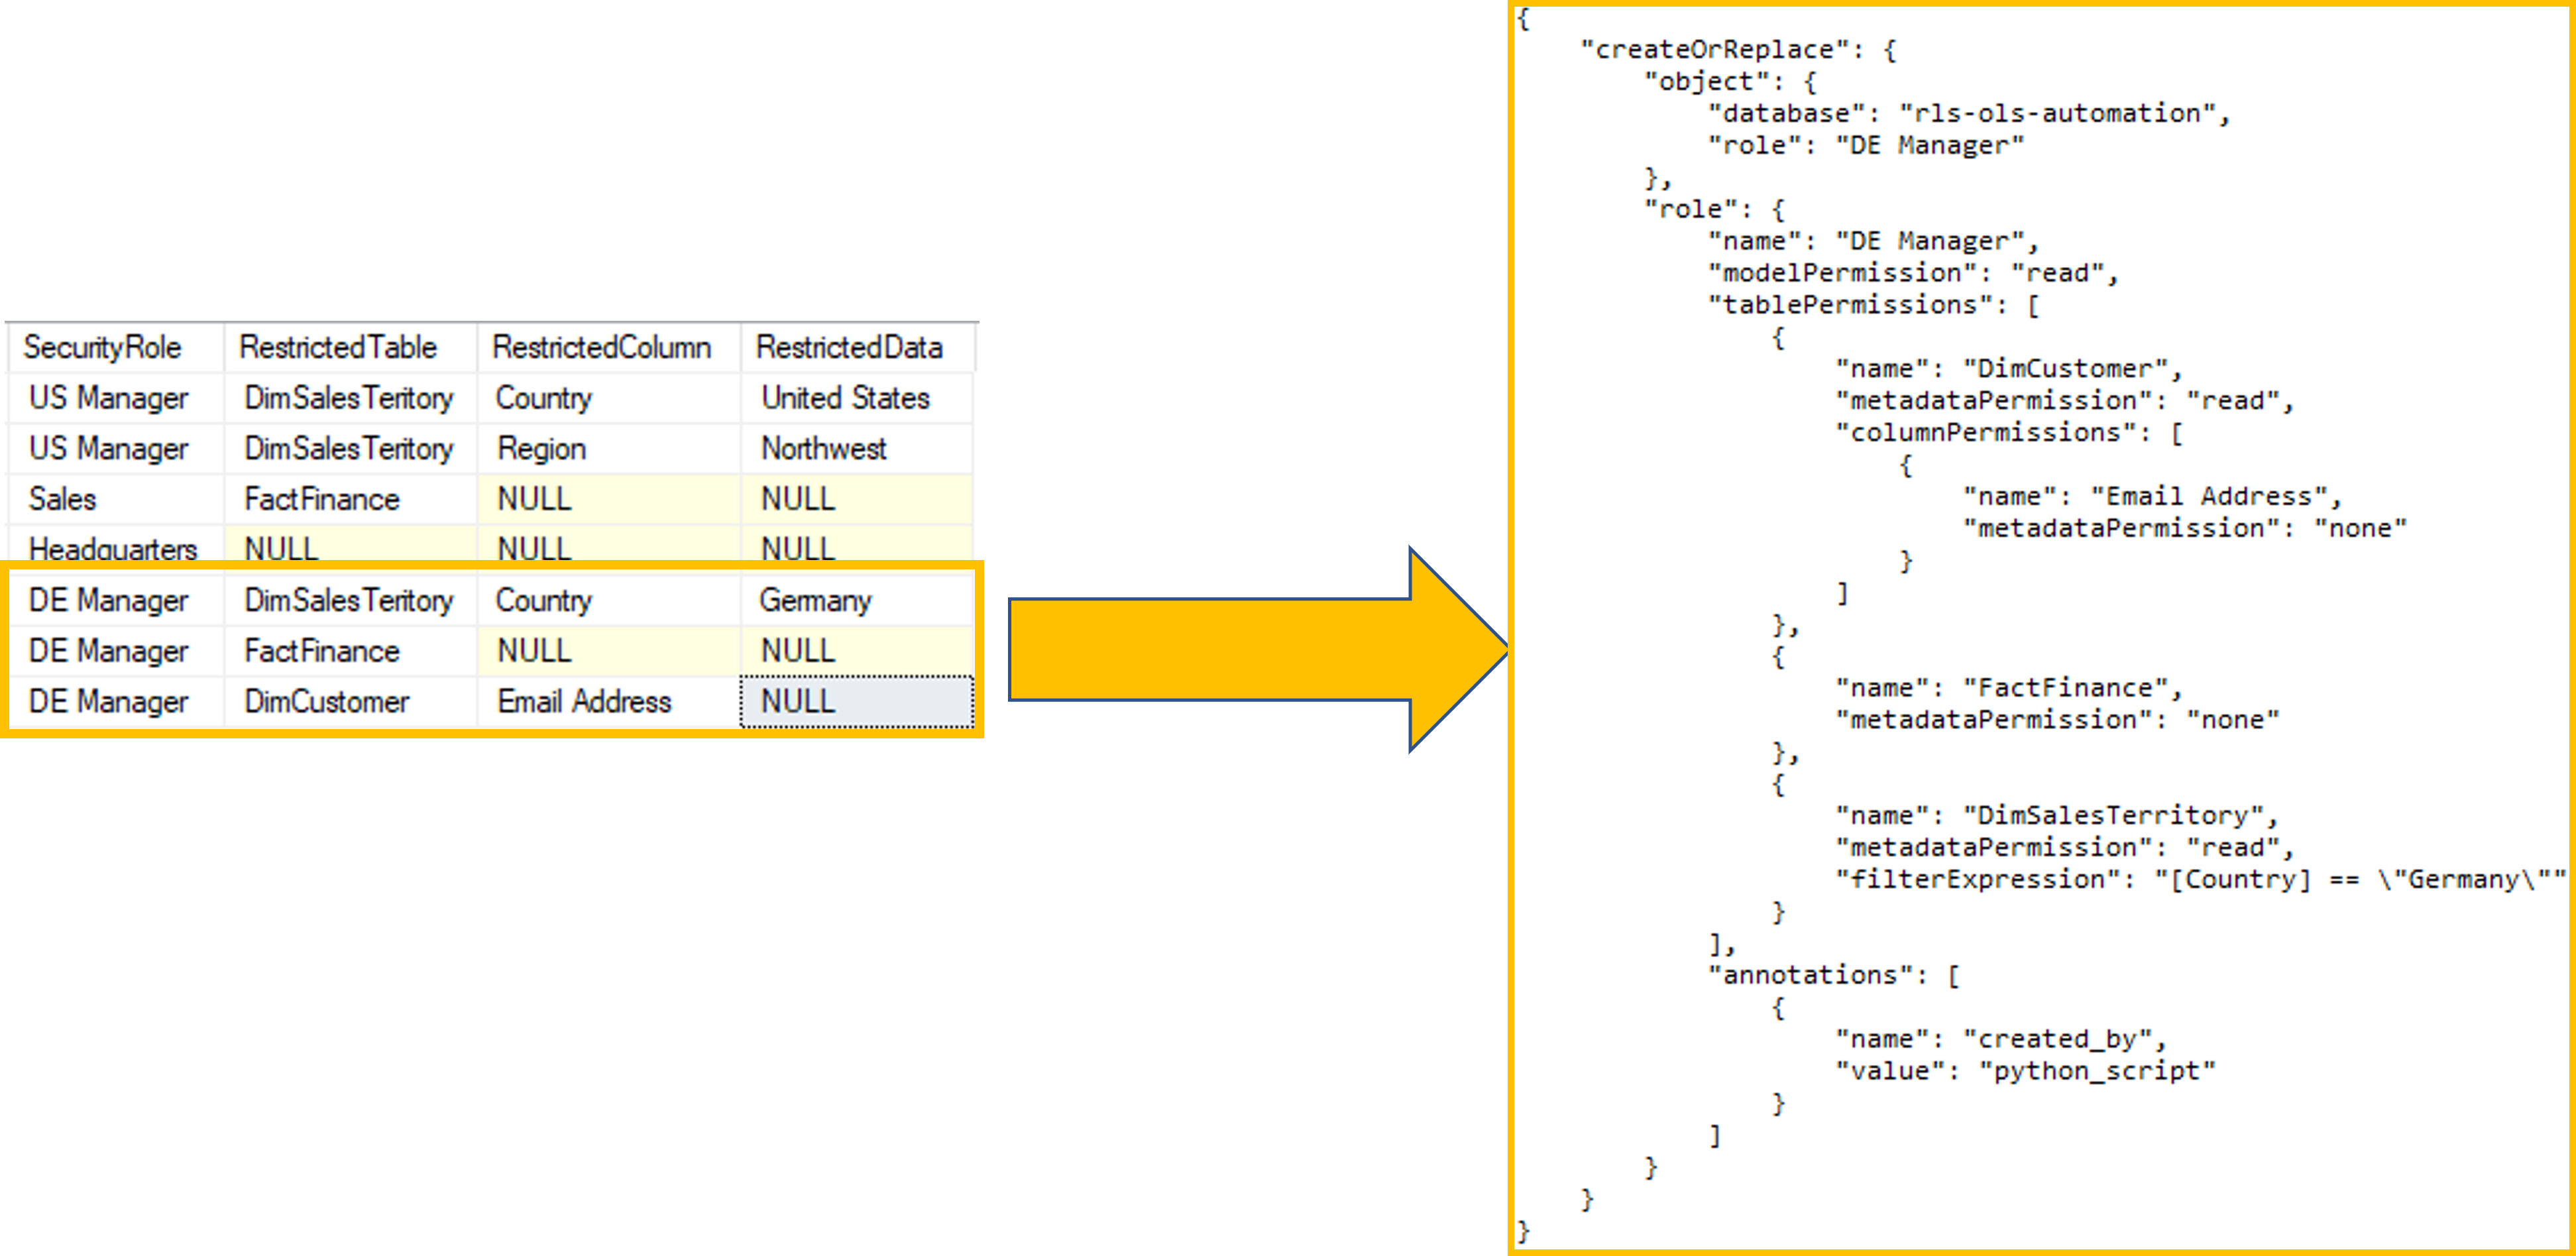 SecurityRole RestrictedTable RestrictedColumn RestrictedData
US Manager DimSalesTeritory Country United States
US Manager DimSalesTeritory Region Northwest
Sales FactFinance NULL NULL
Headquarters NULL NULL NULL
DE Manager DimSalesTeritory Country Germany
DE Manager FactFinance NULL NULL
DE Manager DimCustomer Email Address NULL
{
    "createOrReplace": {
        "object": {
            "database": "rls-ols-automation",
            "role": "DE Manager"
        },
        "role": {
            "name": "DE Manager",
            "modelPermission": "read",
            "tablePermissions": [
                {
                    "name": "DimCustomer",
                    "metadataPermission": "read",
                    "columnPermissions": [
                        {
                            "name": "Email Address",
                            "metadataPermission": "none"
                        }
                    ]
                },
                {
                    "name": "FactFinance",
                    "metadataPermission": "none"
                },
                {
                    "name": "DimSalesTerritory",
                    "metadataPermission": "read",
                    "filterExpression": "[Country] == \"Germany\""
                }
            ],
            "annotations": [
                {
                    "name": "created_by",
                    "value": "python_script"
                }
            ]
        }
    }
}